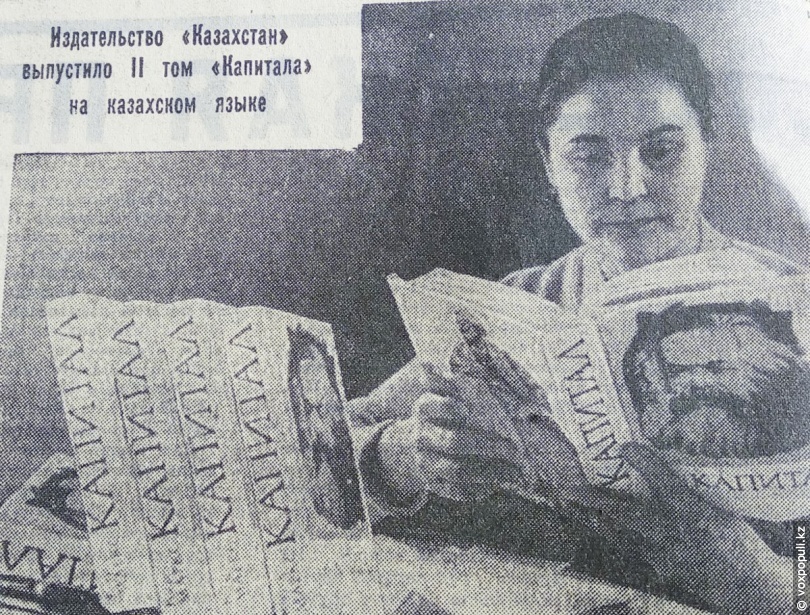 Издательство «Казахстан»
выпустило II том «Капитала»
на казахском языке
КАПИТАЛ
КАПИТАЛ
КАПИТАЛ
КАПИТАЛ
КАПИТАЛ
© Voxpopuli.kz